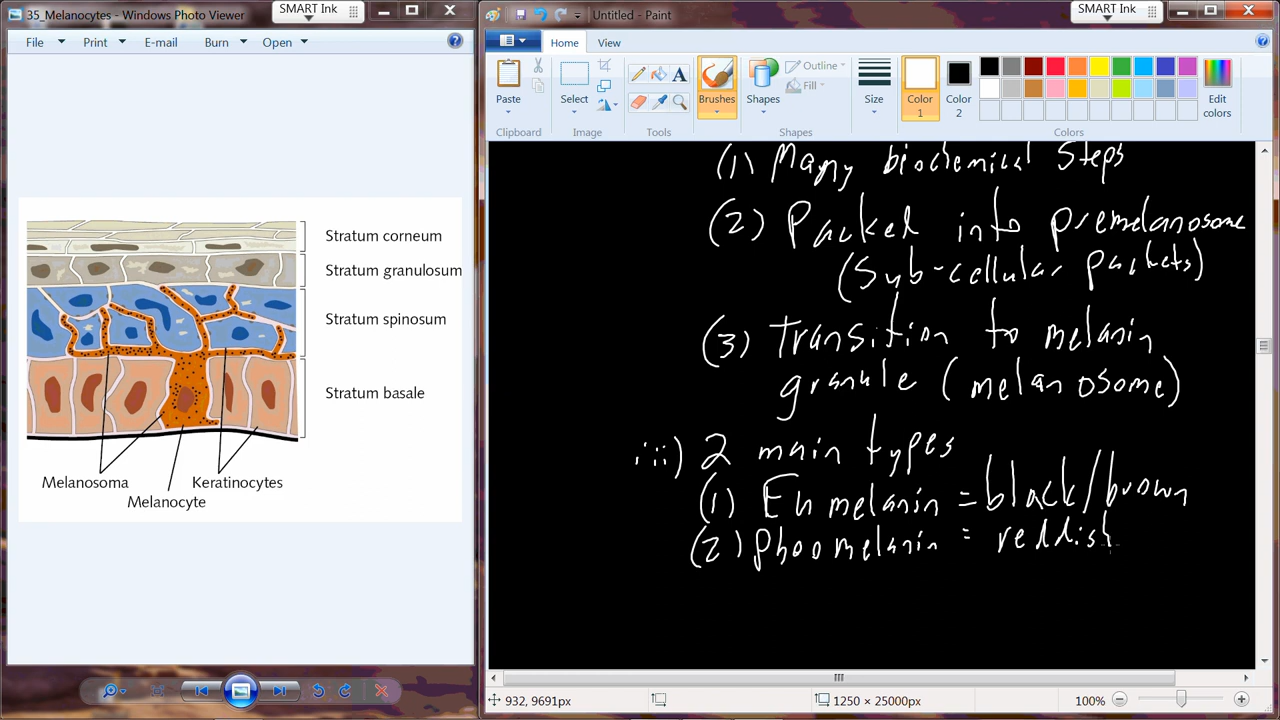 35_Melanocytes - Windows Photo Viewer
SMART Ink
File Print E-mail Burn Open
Stratum corneum
Stratum granulosum
Stratum spinosum
Stratum basale
Melanosoma
Keratinocytes
Melanocyte
Untitled - Paint
SMART Ink
Home View
Paste
Select
Brushes
Shapes
Outline
Fill
Size
Color 1
Color 2
Edit colors
Clipboard
Image
Tools
Shapes
Colors
(1) Many biochemical steps
(2) Packet into premelanosome
(Sub-cellular packets)
(3) Transition to melanin
granule (melanosome)
iii) 2 main types
(1) Eumelanin = black/brown
(2) Phoomelanin = reddish
932, 9691px
1250 × 25000px
100%